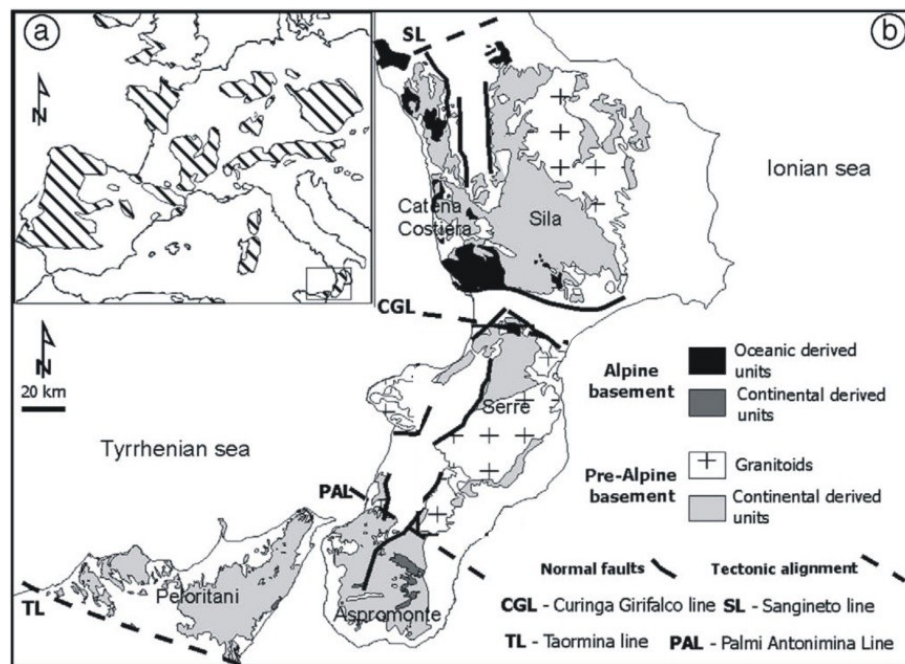 a
b
N
SL
Ionian sea
Catena
Costiera
Sila
CGL
N
20 km
Serre
Tyrrhenian sea
PAL
TL
Peloritani
Aspromonte
Alpine
basement
Oceanic derived
units
Continental derived
units
Pre-Alpine
basement
Granitoids
Continental derived
units
Normal faults
Tectonic alignment
CGL - Curinga Girifalco line
SL - Sangineto line
TL - Taormina line
PAL - Palmi Antonimina Line